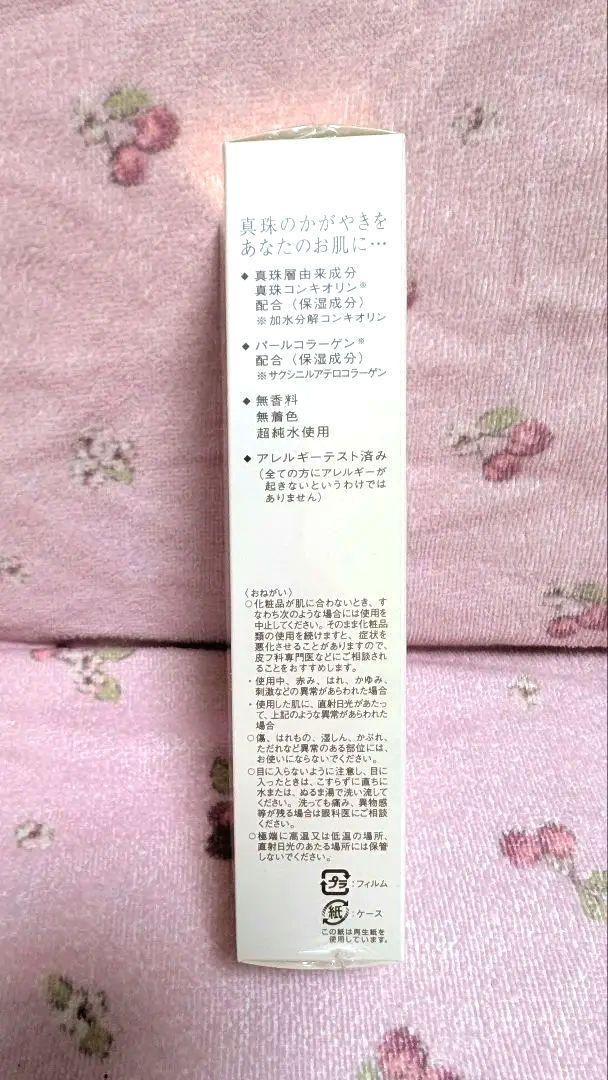 真珠のかがやきを
あなたのお肌に…
◆ 真珠層由来成分
真珠コンキオリン※
配合（保湿成分）
※加水分解コンキオリン
◆ パールコラーゲン※
配合（保湿成分）
※サクシニルアテロコラーゲン
◆ 無香料
無着色
超純水使用
◆ アレルギーテスト済み
（全ての方にアレルギーが
起きないというわけでは
ありません）
〈おねがい〉
○化粧品が肌に合わないとき、す
なわち次のような場合には使用を
中止してください。そのまま化粧品
類の使用を続けますと、症状を
悪化させることがありますので、
皮フ科専門医などにご相談され
ることをおすすめします。
・使用中、赤み、はれ、かゆみ、
刺激などの異常があらわれた場合
・使用した肌に、直射日光があたっ
て、上記のような異常があらわれた
場合
○傷、はれもの、湿しん、かぶれ、
ただれなど異常のある部位には、
お使いにならないでください。
○目に入らないように注意し、目に
入ったときは、こすらずに直ちに
水または、ぬるま湯で洗い流して
ください。洗っても痛み、異物感
等が残る場合は眼科医にご相談
ください。
○極端に高温又は低温の場所、
直射日光のあたる場所には保管
しないでください。
プラ：フィルム
紙：ケース
この紙は再生紙を
使用しています。